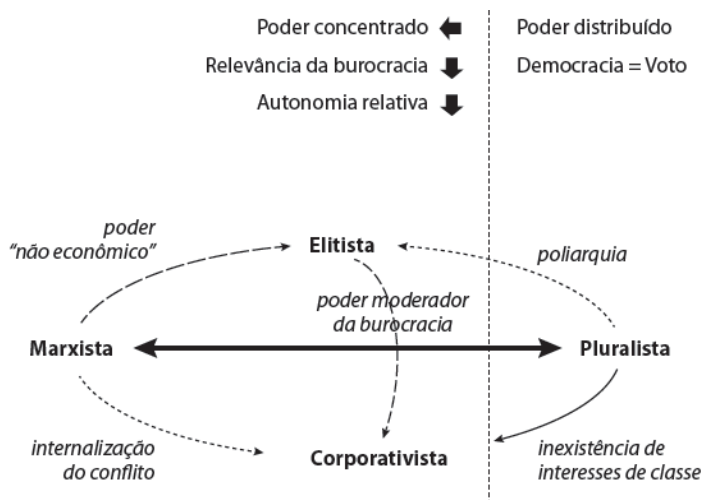 Poder concentrado
Poder distribuído
Relevância da burocracia
Democracia = Voto
Autonomia relativa
poder
"não econômico"
Elitista
poliarquia
poder moderador
da burocracia
Marxista
Pluralista
internalização
do conflito
Corporativista
inexistência de
interesses de classe